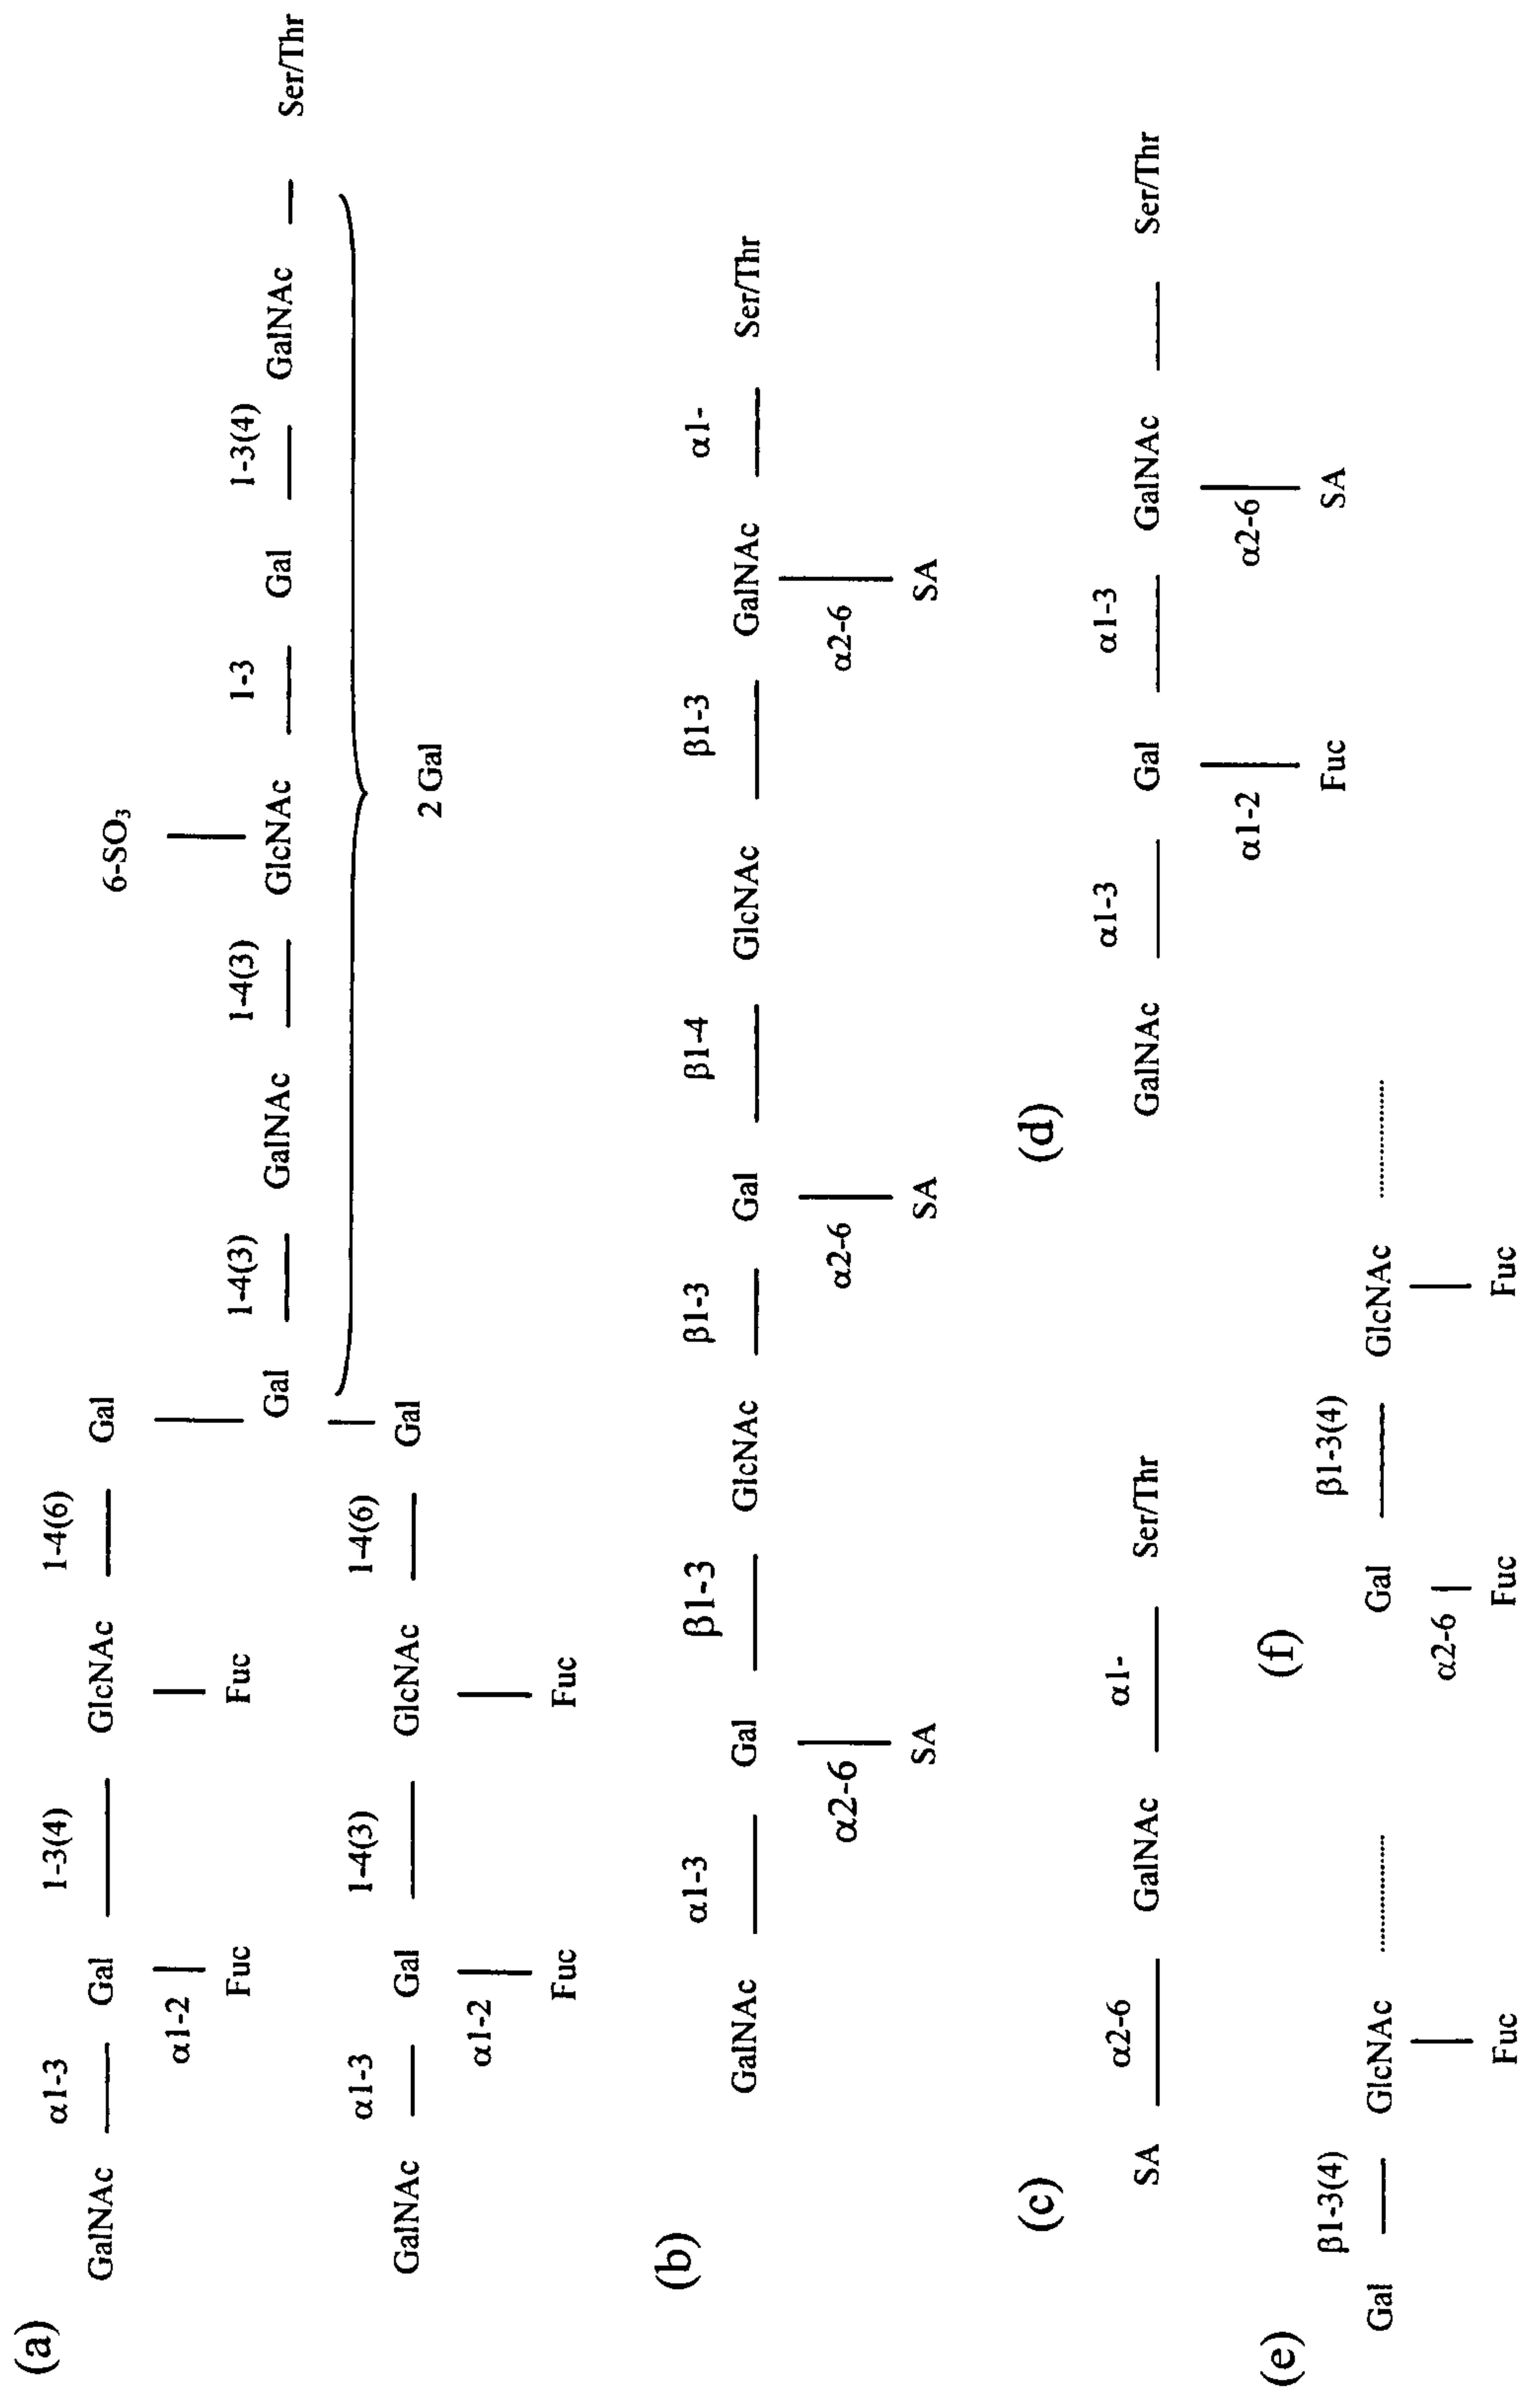 (a)
α1-3 1-3(4) 1-4(6)
GalNAc Gal GlcNAc Gal
α1-2
Fuc Fuc
6-SO₃
1-4(3) 1-4(3) 1-3 1-3(4)
Gal GalNAc GlcNAc Gal GalNAc Ser/Thr
α1-3 1-4(3) 1-4(6)
GalNAc Gal GlcNAc Gal
2 Gal
α1-2
Fuc Fuc
(b)
α1-3 β1-3 β1-3 β1-4 β1-3 α1-
GalNAc Gal GlcNAc Gal GlcNAc GalNAc Ser/Thr
α2-6 α2-6 α2-6
SA SA SA
(c)
α2-6 α1-
SA GalNAc Ser/Thr
(d)
α1-3 α1-3
GalNAc Gal GalNAc Ser/Thr
α1-2 α2-6
Fuc SA
(e)
β1-3(4)
Gal GlcNAc
Fuc
(f)
β1-3(4)
Gal GlcNAc
α2-6
Fuc Fuc